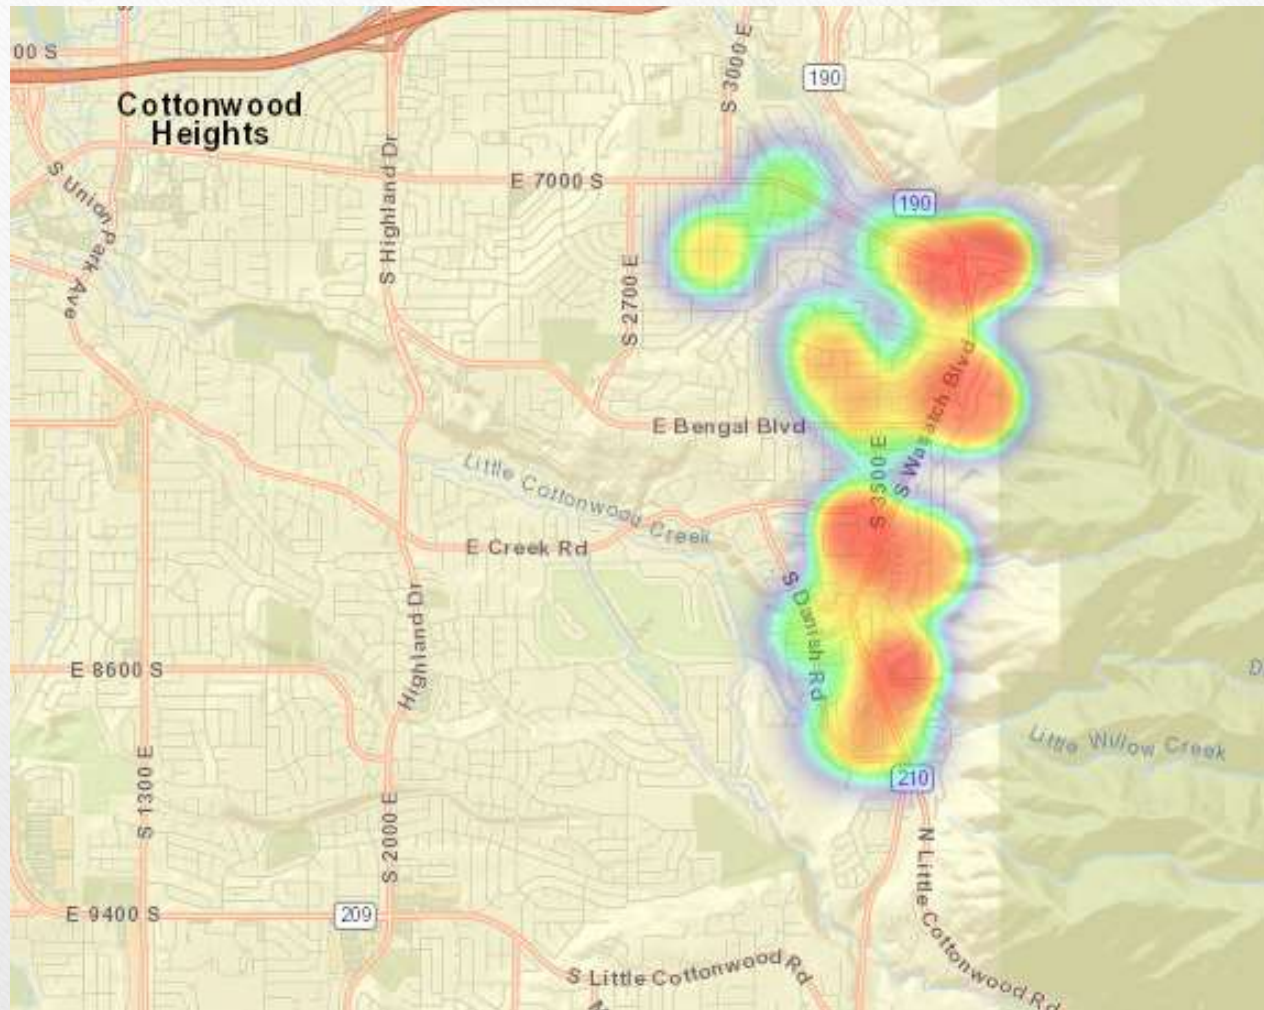 00 S
S 3000 E
190
Cottonwood
Heights
S Highland Dr
E 7000 S
S Union Park Ave
190
S 2700 E
S Wasatch Blvd
E Bengal Blvd
S 3500 E
Little Cottonwood Creek
E Creek Rd
S Danish Rd
Highland Dr
E 8600 S
D
Little Willow Creek
210
S 1300 E
S 2000 E
N Little Cottonwood Rd
E 9400 S
209
S Little Cottonwood Rd